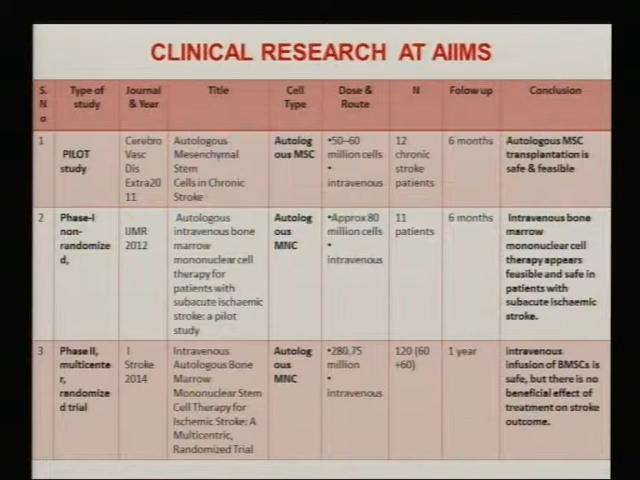 CLINICAL RESEARCH AT AIIMS
S.
N
o
Type of
study
Journal
& Year
Title
Cell
Type
Dose &
Route
N
Folow up
Conclusion
1
PILOT
study
Cerebro
Vasc
Dis
Extra20
11
Autologous
Mesenchymal
Stem
Cells in Chronic
Stroke
Autolog
ous MSC
•50–60
million cells
•
intravenous
12
chronic
stroke
patients
6 months
Autologous MSC
transplantation is
safe & feasible
2
Phase-I
non-
randomize
d,
IJMR
2012
Autologous
intravenous bone
marrow
mononuclear cell
therapy for
patients with
subacute ischaemic
stroke: a pilot
study
Autolog
ous
MNC
•Approx 80
million cells
•
intravenous
11
patients
6 months
Intravenous bone
marrow
mononuclear cell
therapy appears
feasible and safe in
patients with
subacute ischaemic
stroke.
3
Phase II,
multicente
r,
randomize
d trial
I
Stroke
2014
Intravenous
Autologous Bone
Marrow
Mononuclear Stem
Cell Therapy for
Ischemic Stroke: A
Multicentric,
Randomized Trial
Autolog
ous
MNC
•280.75
million
•
intravenous
120 (60
+60)
1 year
intravenous
infusion of BMSCs is
safe, but there is no
beneficial effect of
treatment on stroke
outcome.